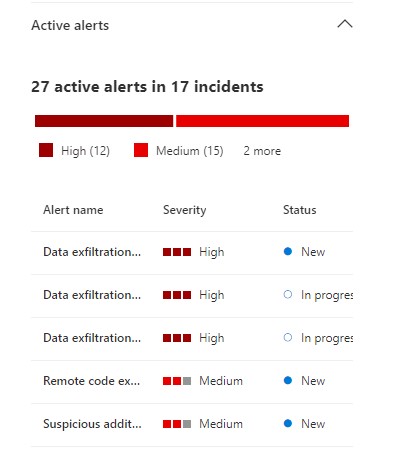 Active alerts
27 active alerts in 17 incidents
High (12) Medium (15) 2 more
Alert name Severity Status
Data exfiltration... High New
Data exfiltration... High In progres
Data exfiltration... High In progres
Remote code ex... Medium New
Suspicious addit... Medium New